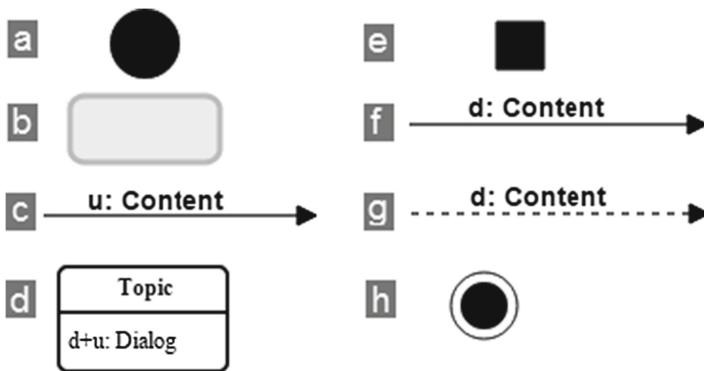 a
b
c
u: Content
d
Topic
d+u: Dialog
e
f
d: Content
g
d: Content
h